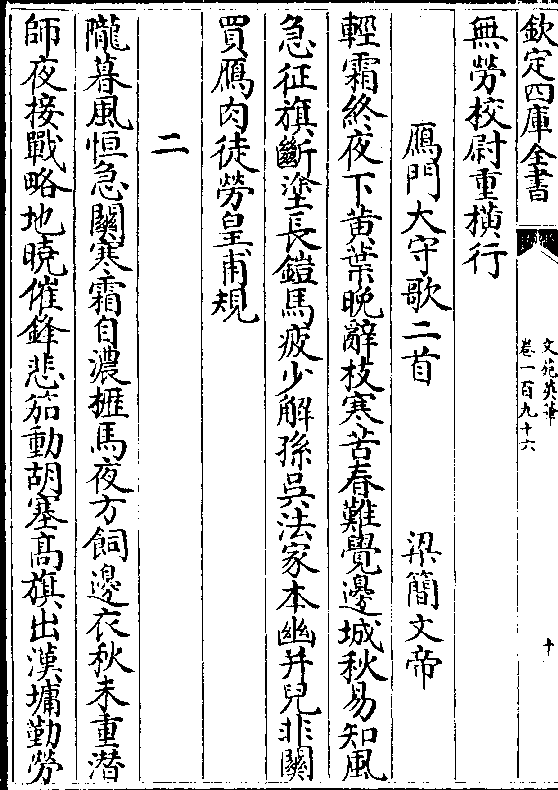 欽定四庫全書
文苑英華
卷一百九十六
十
無勞校尉重橫行
鴈門大守歌二首
梁簡文帝
輕霜終夜下黄葉晚辭枝寒苦春難覺邊城秋易知風
急征旗斷塗長鎧馬疲少解孫吳法家本幽并兒非關
買鴈肉徒勞皇甫規
二
隴暮風恒急關寒霜自濃櫪馬夜方飼邊衣秋未重潜
師夜接戰略地曉催鋒悲笳動胡塞高旗出漢墉勤勞